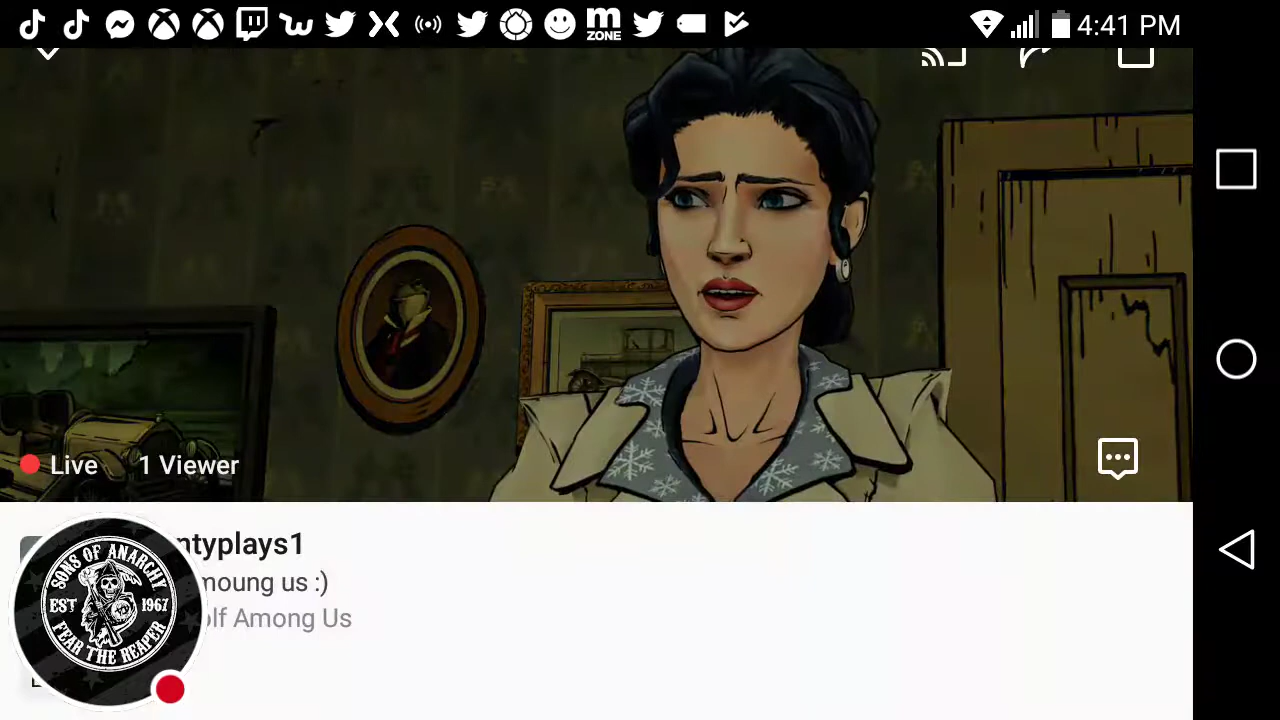 m
ZONE
4:41 PM
Live
1 Viewer
ntyplays1
moung us :)
olf Among Us
SONS OF ANARCHY
EST 1967
FEAR THE REAPER